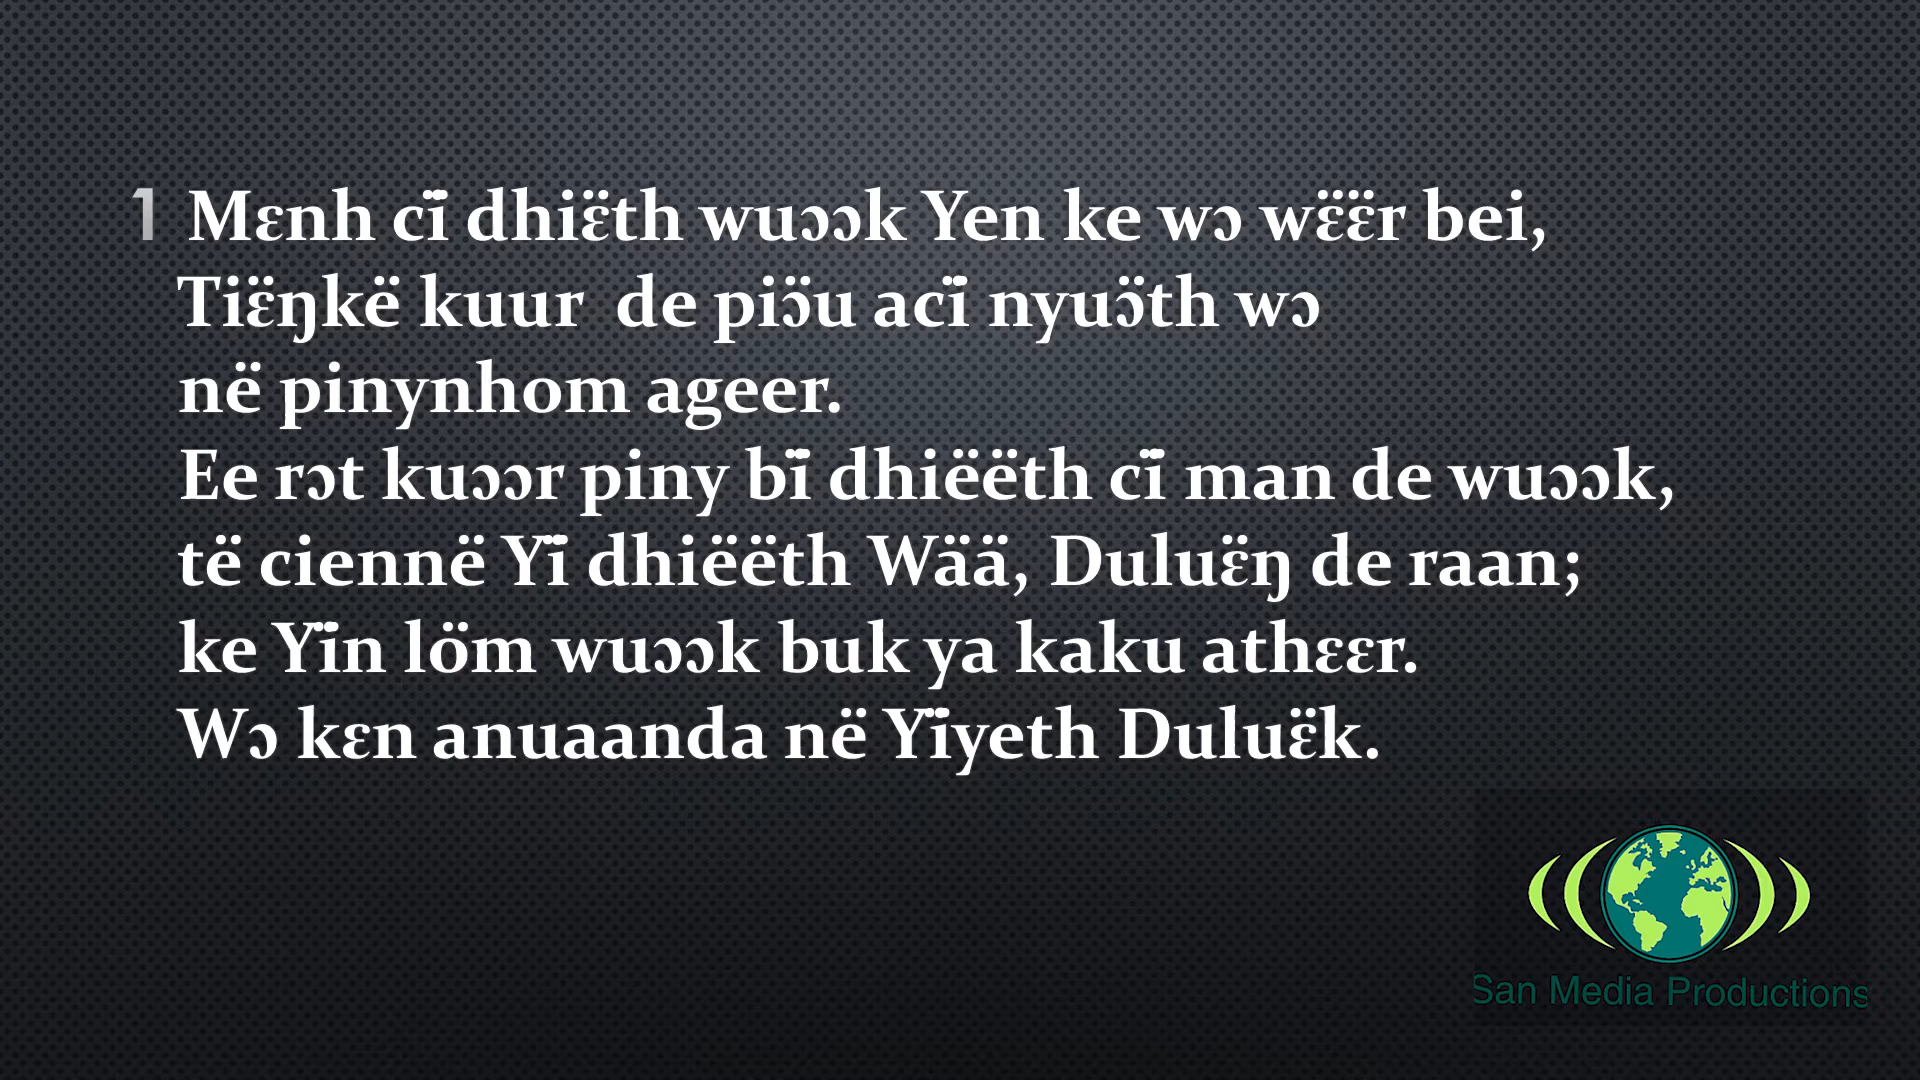 1 Mɛnh cï dhiɛ̈th wuɔɔk Yen ke wɔ wɛ̈ɛ̈r bei,
Tiɛ̈ŋkë kuur de piɔ̈u acï nyuɔ̈th wɔ
në pinynhom ageer.
Ee rɔt kuɔɔr piny bï dhiëëth cï man de wuɔɔk,
të ciennë Yï dhiëëth Wää, Duluɛ̈ŋ de raan;
ke Yïn löm wuɔɔk buk ya kaku athɛɛr.
Wɔ kɛn anuaanda në Yïyeth Duluɛ̈k.
San Media Productions